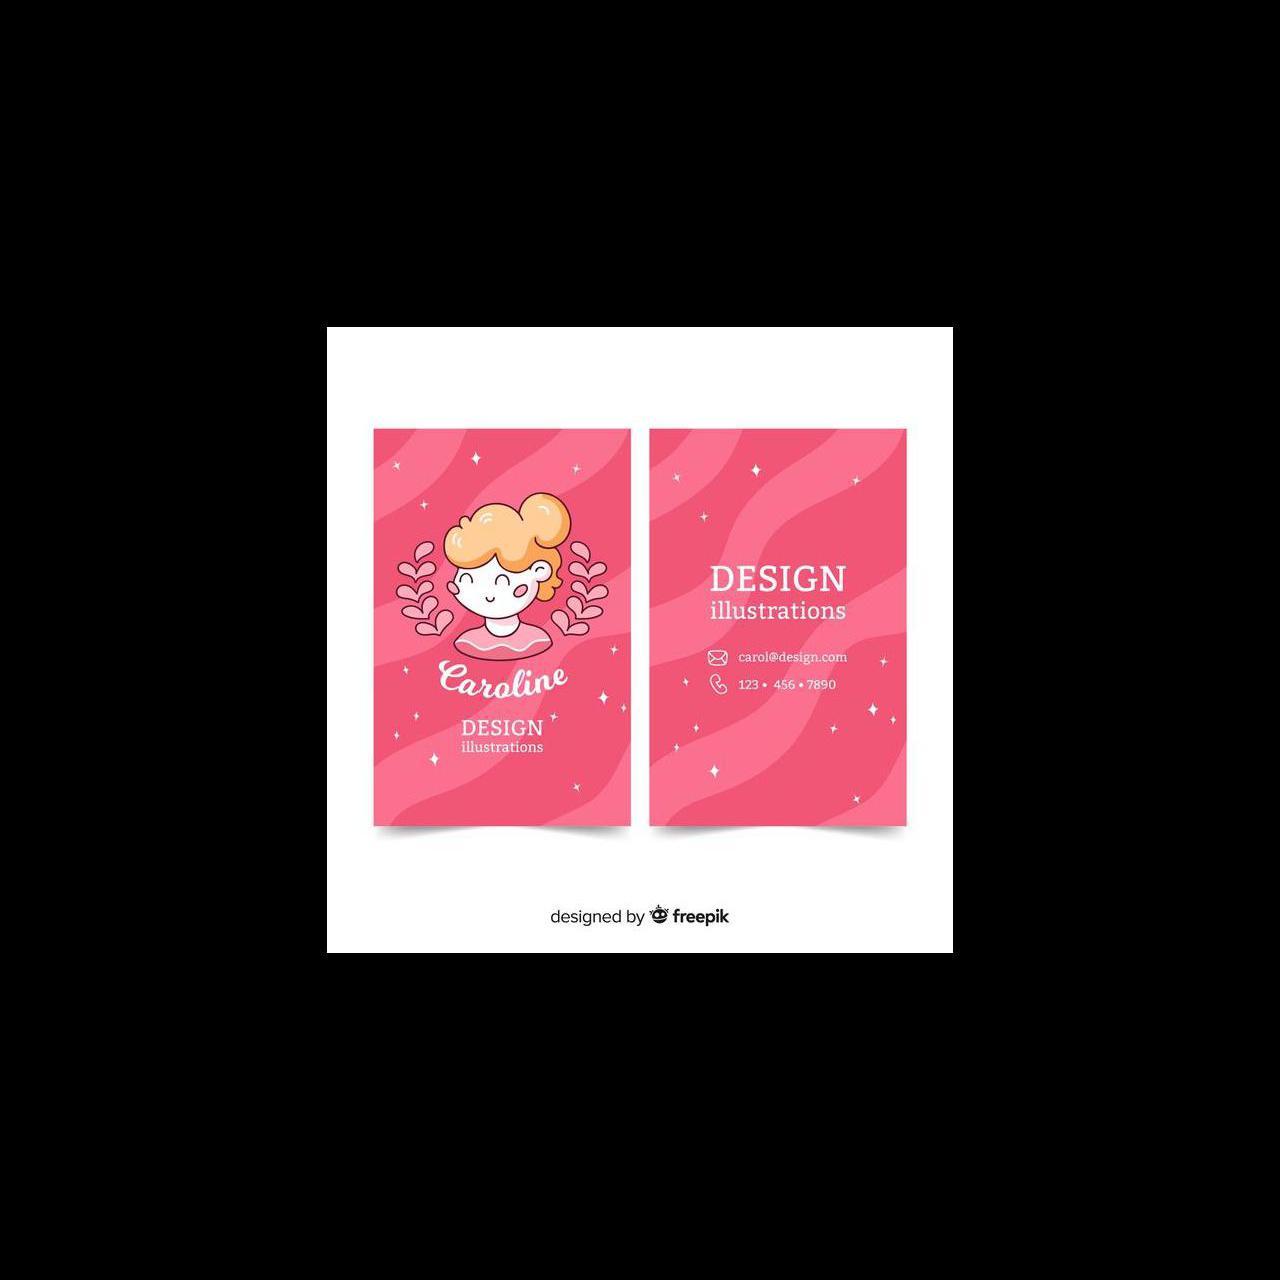 Caroline
DESIGN
illustrations
DESIGN
illustrations
carol@design.com
123 • 456 • 7890
designed by freepik